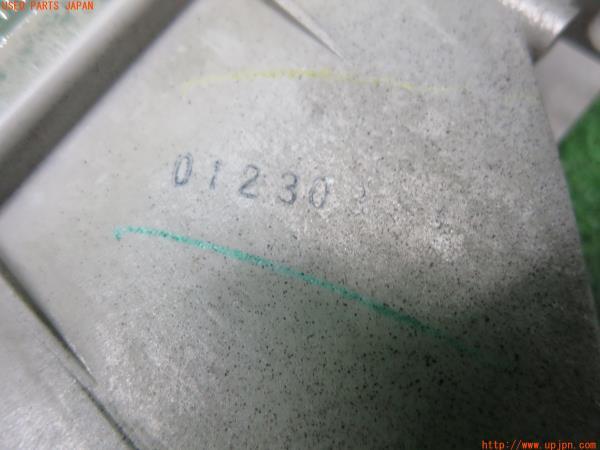 USED PARTS JAPAN
01230
http://www.upjpn.com/